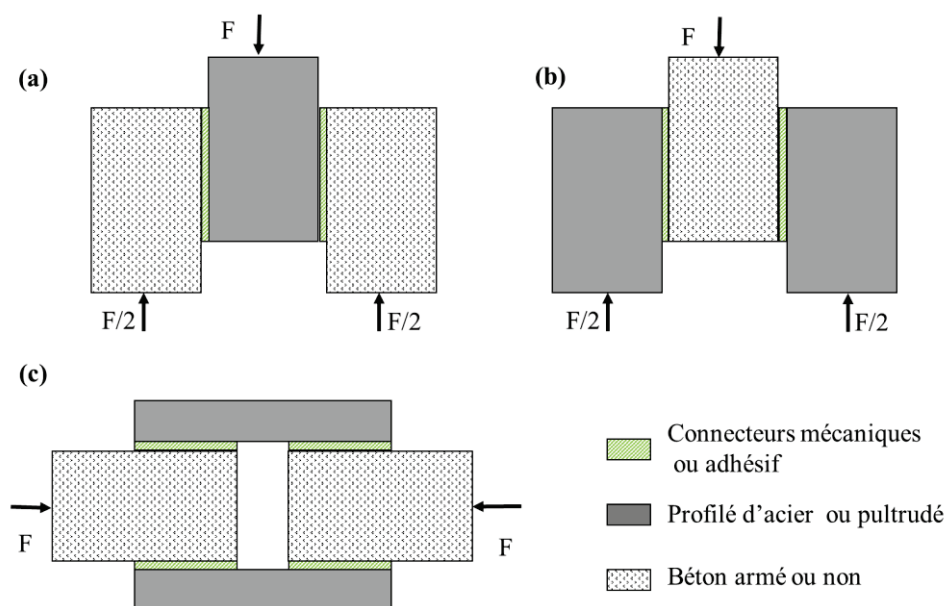 F
(a)
F/2
F/2
F
(b)
F/2
F/2
(c)
F
F
Connecteurs mécaniques
ou adhésif
Profilé d'acier ou pultrudé
Béton armé ou non